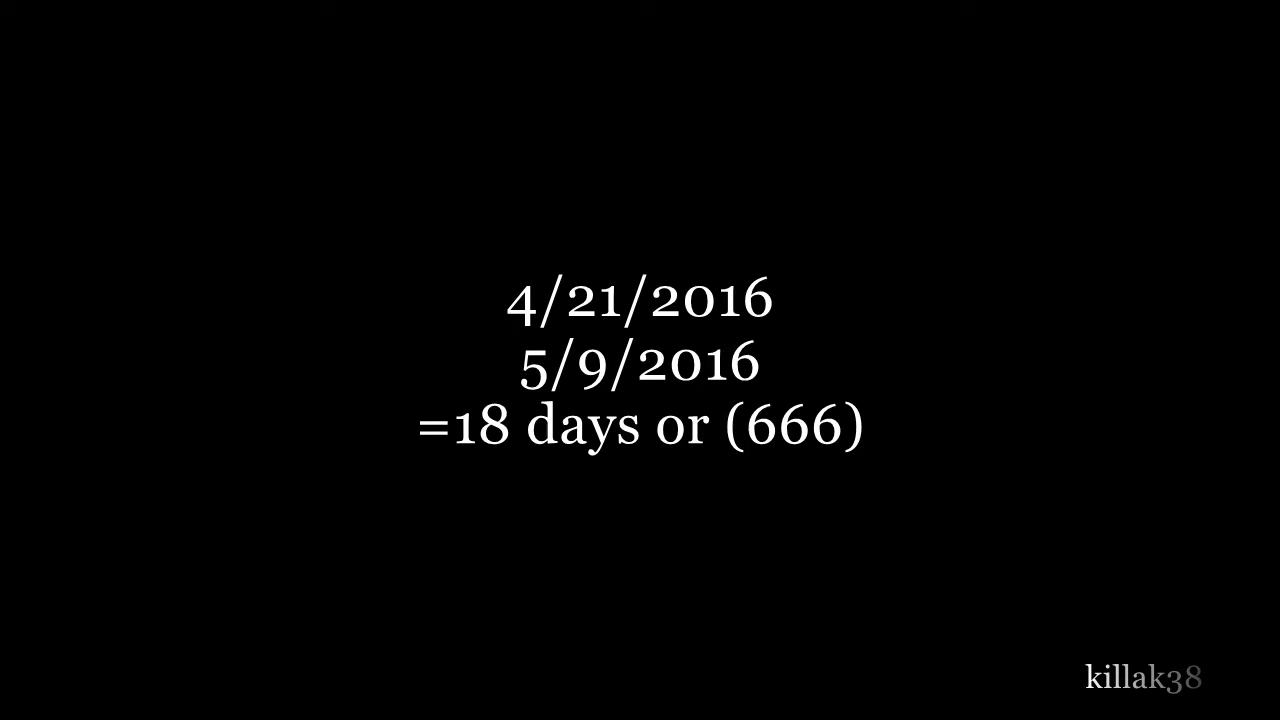 4/21/2016
5/9/2016
=18 days or (666)
killak38